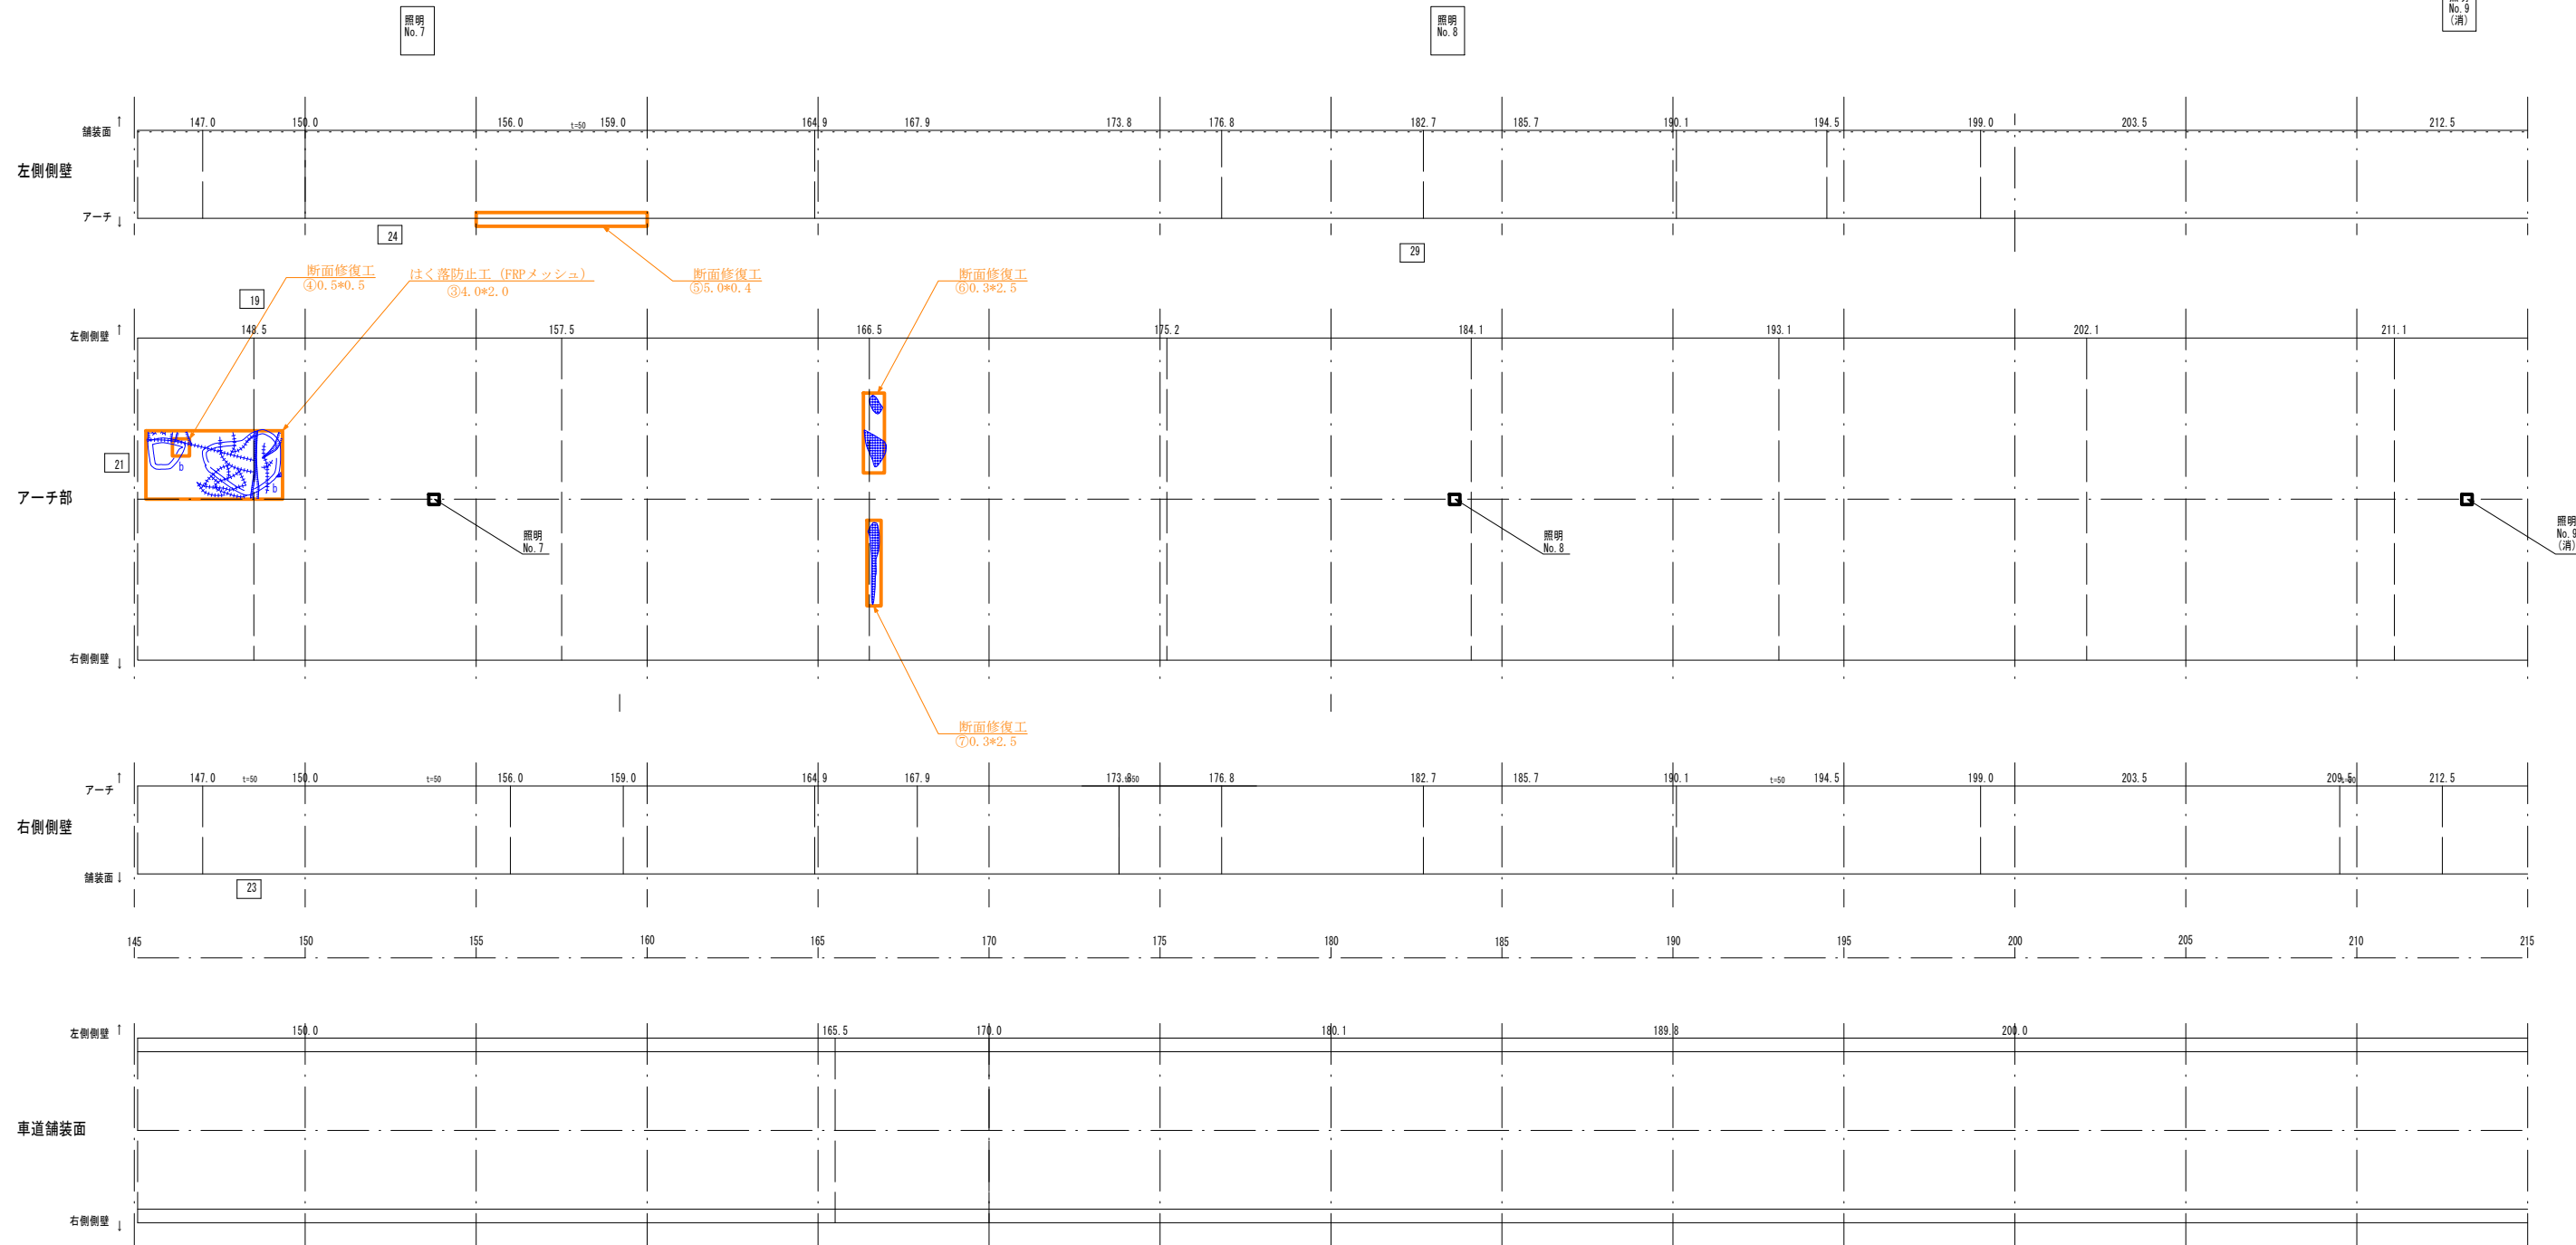 照明
No.7
照明
No.8
No.9
(消)
舗装面 ↑
147.0 150.0 156.0 t=50 159.0 164.9 167.9 173.8 176.8 182.7 185.7 190.1 194.5 199.0 203.5 212.5
左側側壁
アーチ ↓
24
29
断面修復工
④0.5*0.5
はく落防止工 (FRPメッシュ)
③4.0*2.0
断面修復工
⑤5.0*0.4
断面修復工
⑥0.3*2.5
19
左側側壁 ↑
148.5 157.5 166.5 175.2 184.1 193.1 202.1 211.1
21
b
b
アーチ部
照明
No.7
照明
No.8
照明
No.9
(消)
右側側壁 ↓
断面修復工
⑦0.3*2.5
アーチ ↑
147.0 t=50 150.0 t=50 156.0 159.0 164.9 167.9 173.8 t=50 176.8 182.7 185.7 190.1 t=50 194.5 199.0 203.5 209.5 t=50 212.5
右側側壁
舗装面 ↓
23
145 150 155 160 165 170 175 180 185 190 195 200 205 210 215
左側側壁 ↑
150.0 165.5 170.0 180.1 189.8 200.0
車道舗装面
右側側壁 ↓